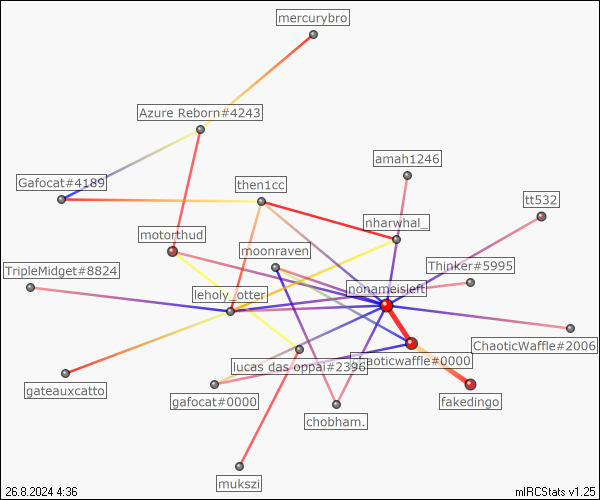 mercurybro
Azure Reborn#4243
amah1246
Gafocat#4189
then1cc
tt532
nharwhal_
motorthud
moonraven
TripleMidget#8824
Thinker#5995
nonameisleft
leholy_otter
ChaoticWaffle#2006
chaoticwaffle#0000
lucas das oppai#2396
gateauxcatto
gafocat#0000
fakedingo
chobham.
mukszi
26.8.2024 4:36
mIRCStats v1.25